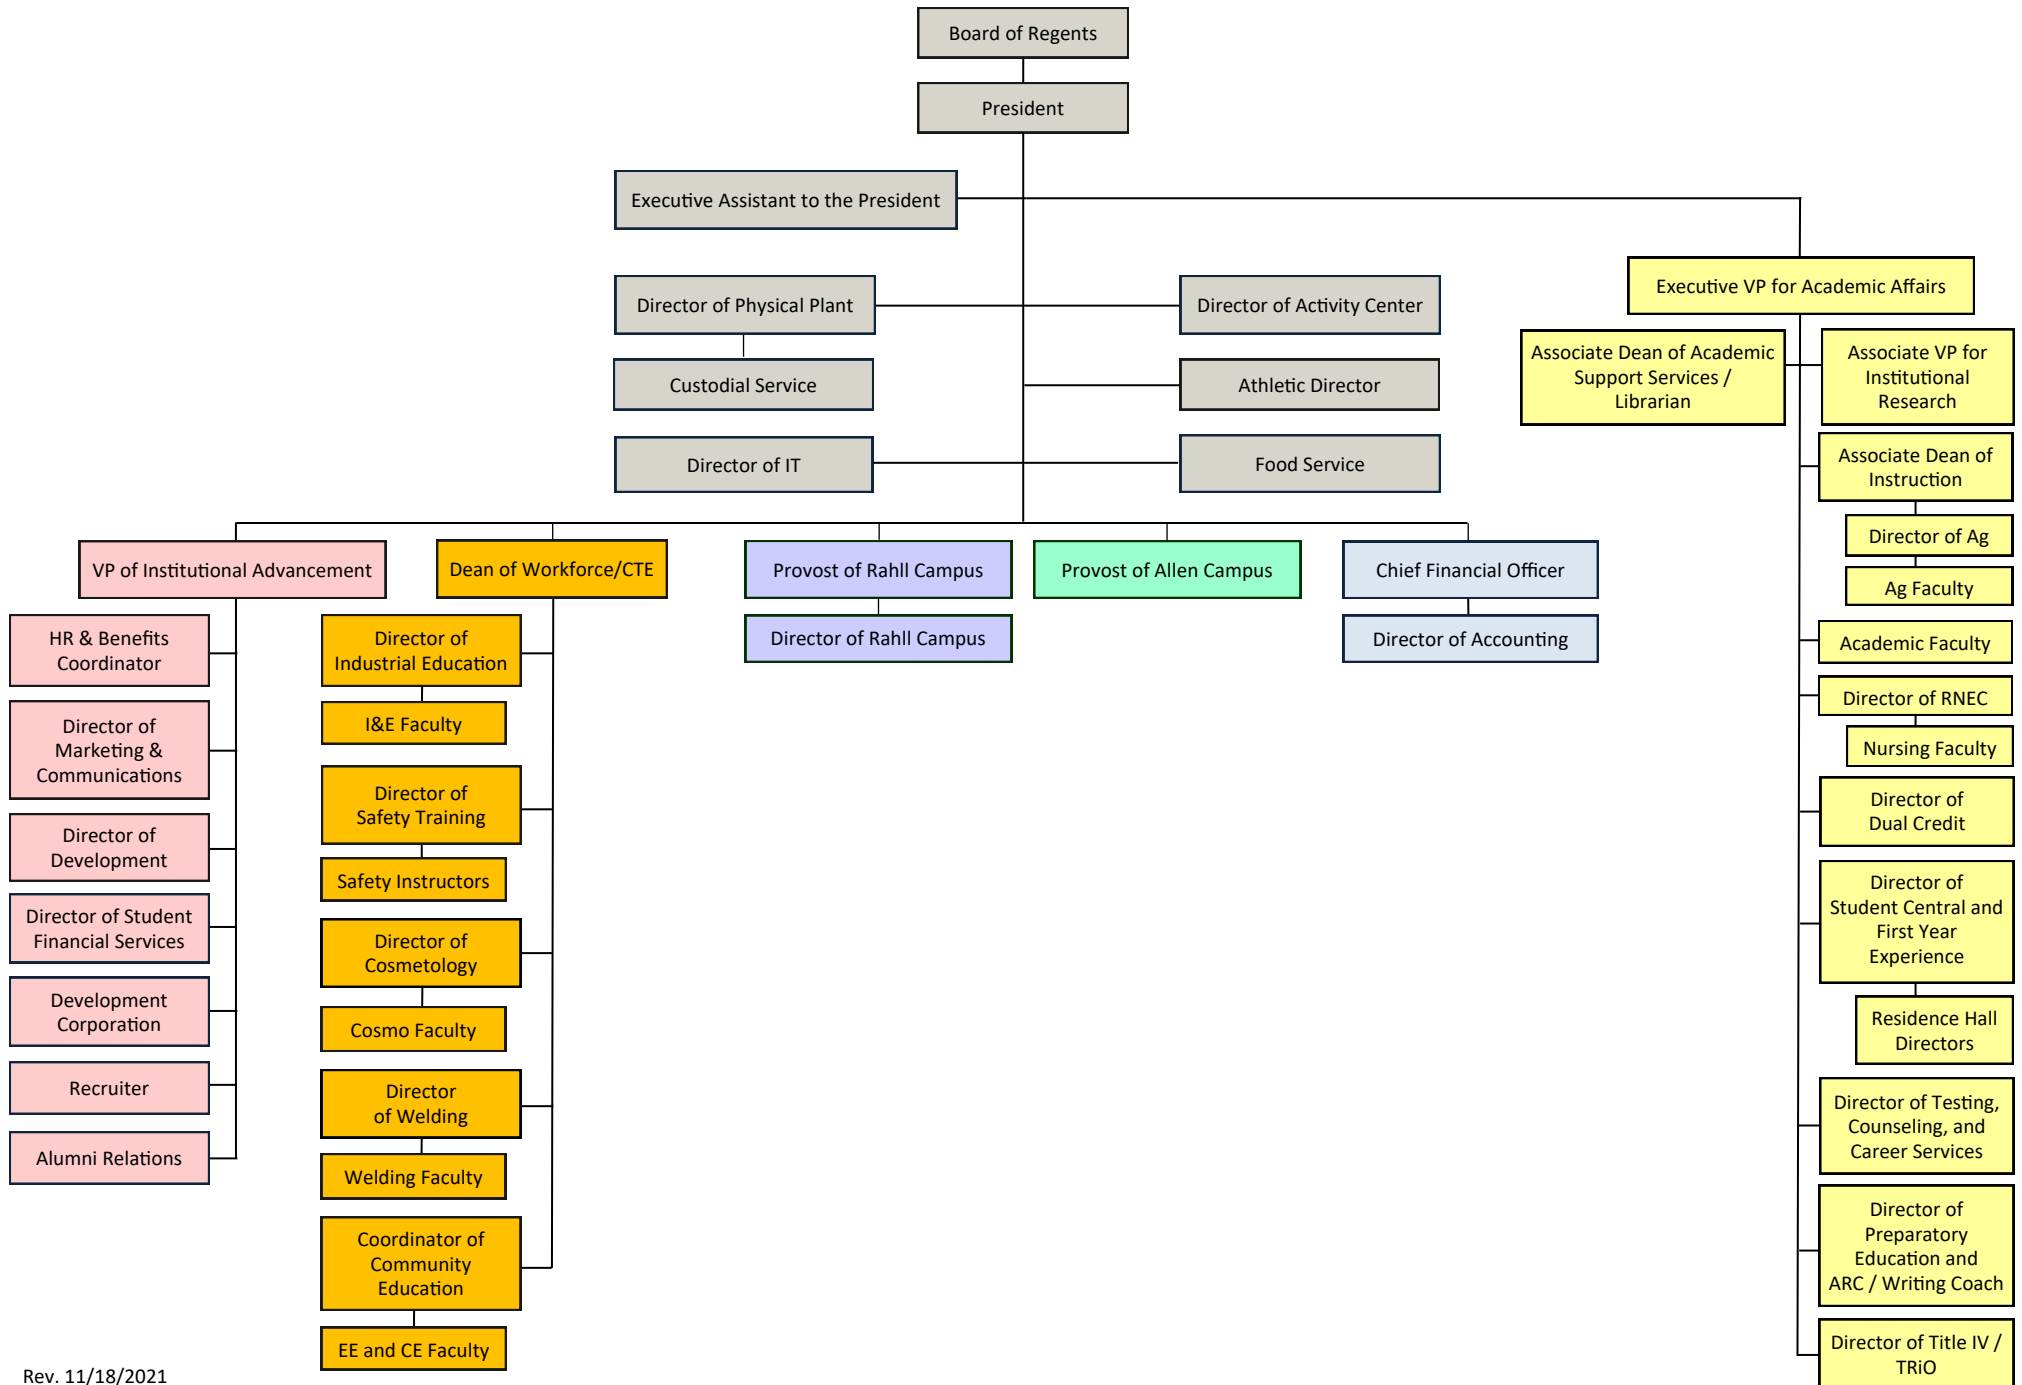 Board of Regents
President
Executive Assistant to the President
Executive VP for Academic Affairs
Director of Physical Plant
Director of Activity Center
Custodial Service
Athletic Director
Director of IT
Food Service
Associate Dean of Academic
Support Services /
Librarian
Associate VP for
Institutional
Research
Associate Dean of
Instruction
Director of Ag
Ag Faculty
Academic Faculty
Director of RNEC
Nursing Faculty
Director of
Dual Credit
Director of
Student Central and
First Year
Experience
Residence Hall
Directors
Director of Testing,
Counseling, and
Career Services
Director of
Preparatory
Education and
ARC / Writing Coach
Director of Title IV /
TRiO
VP of Institutional Advancement
HR & Benefits
Coordinator
Director of
Marketing &
Communications
Director of
Development
Director of Student
Financial Services
Development
Corporation
Recruiter
Alumni Relations
Dean of Workforce/CTE
Director of
Industrial Education
I&E Faculty
Director of
Safety Training
Safety Instructors
Director of
Cosmetology
Cosmo Faculty
Director
of Welding
Welding Faculty
Coordinator of
Community
Education
EE and CE Faculty
Provost of Rahll Campus
Director of Rahll Campus
Provost of Allen Campus
Chief Financial Officer
Director of Accounting
Rev. 11/18/2021